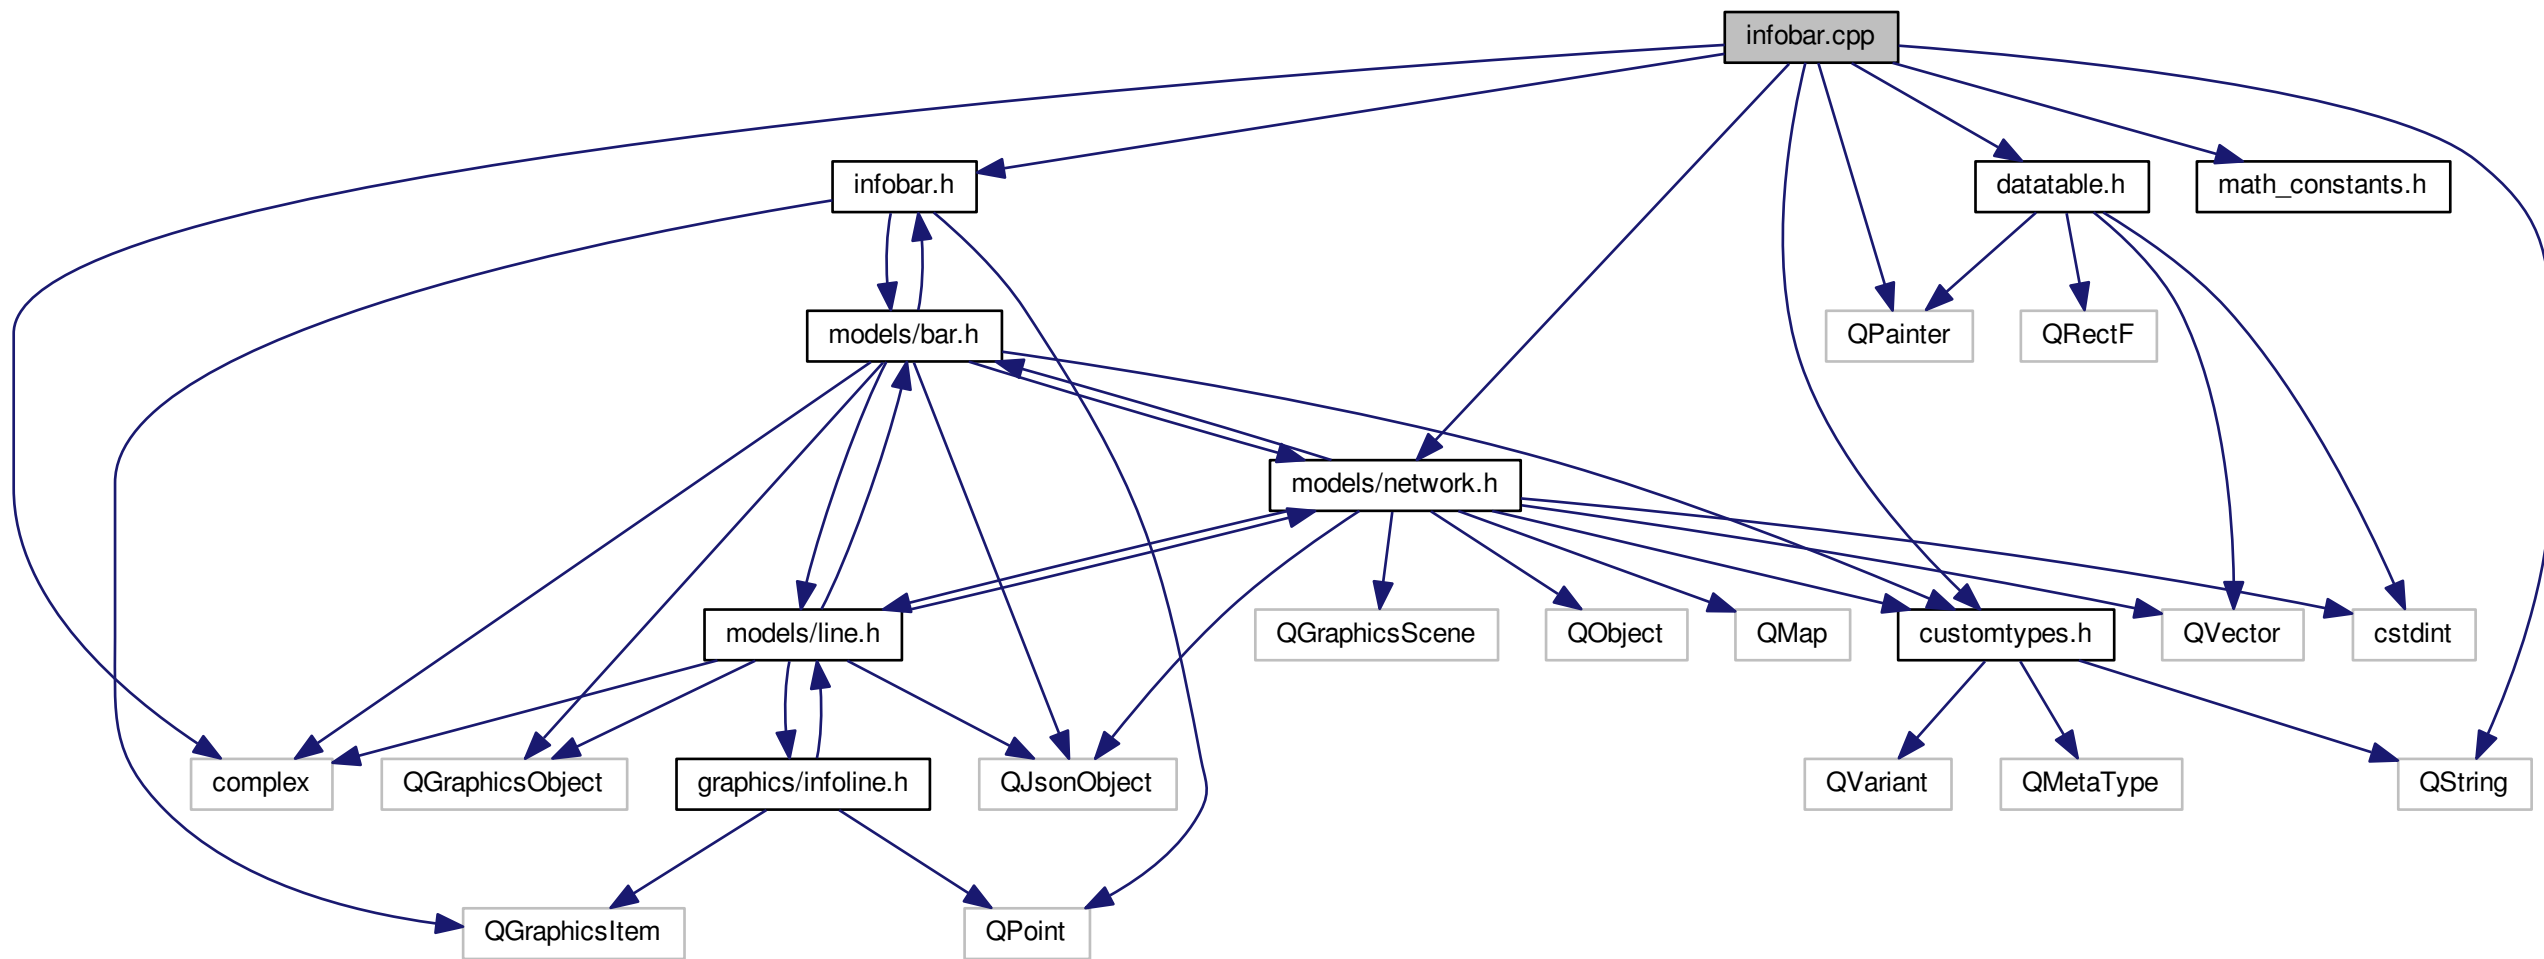 infobar.cpp
infobar.h
datatable.h
math_constants.h
models/bar.h
QPainter
QRectF
models/network.h
models/line.h
QGraphicsScene
QObject
QMap
customtypes.h
QVector
cstdint
complex
QGraphicsObject
graphics/infoline.h
QJsonObject
QVariant
QMetaType
QString
QGraphicsItem
QPoint